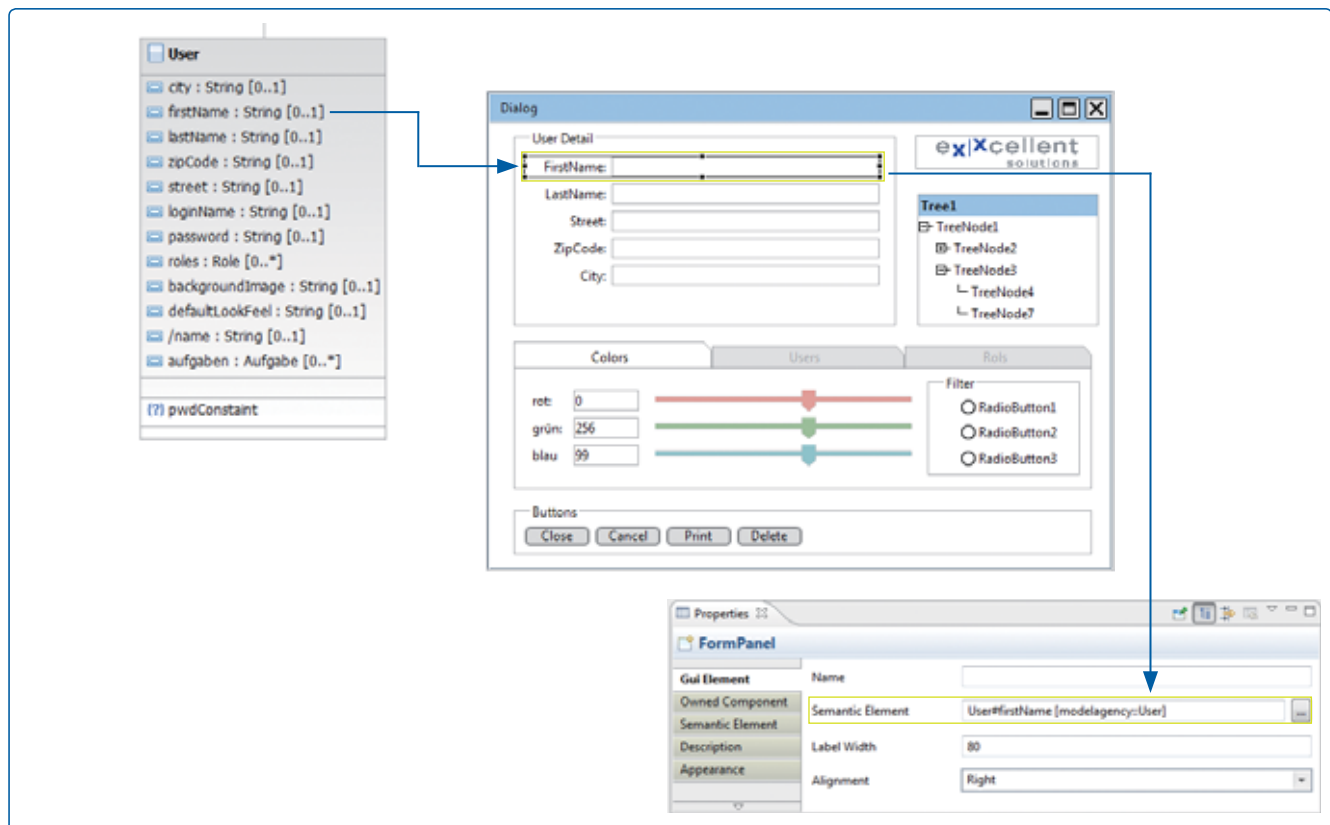 User
city : String [0..1]
firstName : String [0..1]
lastName : String [0..1]
zipCode : String [0..1]
street : String [0..1]
loginName : String [0..1]
password : String [0..1]
roles : Role [0..*]
backgroundImage : String [0..1]
defaultLookFeel : String [0..1]
/name : String [0..1]
aufgaben : Aufgabe [0..*]
(?) pwdConstaint
Dialog
User Detail
FirstName:
LastName:
Street:
ZipCode:
City:
ex|xcellent
solutions
Tree1
TreeNode1
TreeNode2
TreeNode3
TreeNode4
TreeNode7
Colors
Users
Rols
rot: 0
grün: 256
blau 99
Filter
RadioButton1
RadioButton2
RadioButton3
Buttons
Close Cancel Print Delete
Properties
FormPanel
Gui Element
Owned Component
Semantic Element
Description
Appearance
Name
Semantic Element User#firstName [modelagency::User] ...
Label Width 80
Alignment Right